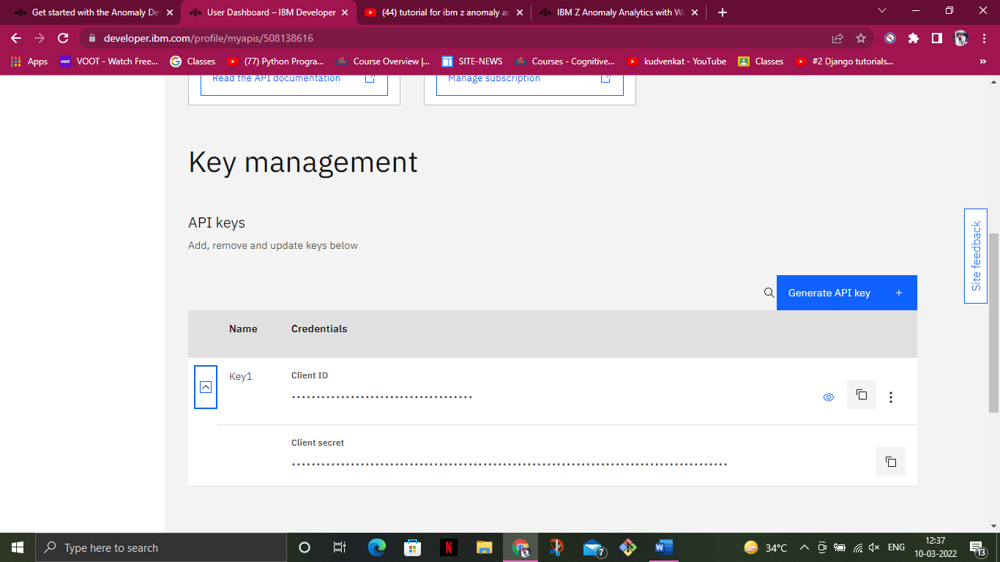 Get started with the Anomaly De
User Dashboard – IBM Developer
(44) tutorial for ibm z anomaly an
IBM Z Anomaly Analytics with Wa
developer.ibm.com/profile/myapis/508138616
Apps
voot
VOOT - Watch Free...
Classes
(77) Python Progra...
Course Overview |...
SITE-NEWS
Courses - Cognitive...
kudvenkat - YouTube
Classes
#2 Django tutorials...
»
Read the API documentation
Manage subscription
Key management
API keys
Add, remove and update keys below
Site feedback
Generate API key +
Name Credentials
Key1 Client ID
Client secret
Type here to search
N
7
W
34°C
ENG
12:37
10-03-2022
13